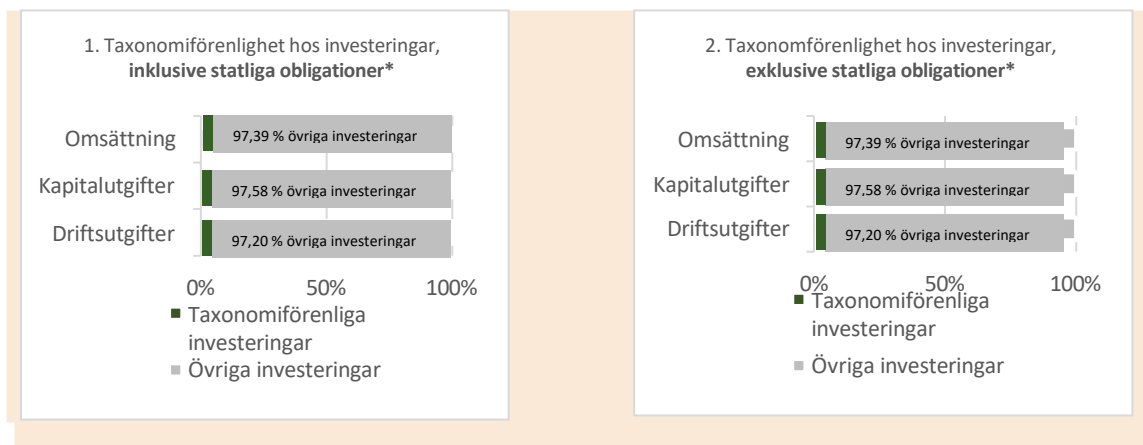 1. Taxonomiförenlighet hos investeringar,
inklusive statliga obligationer*
Omsättning
97,39 % övriga investeringar
Kapitalutgifter
97,58 % övriga investeringar
Driftsutgifter
97,20 % övriga investeringar
0% 50% 100%
Taxonomiförenliga
investeringar
Övriga investeringar
2. Taxonomförenlighet hos investeringar,
exklusive statliga obligationer*
Omsättning
97,39 % övriga investeringar
Kapitalutgifter
97,58 % övriga investeringar
Driftsutgifter
97,20 % övriga investeringar
0% 50% 100%
Taxonomiförenliga
investeringar
Övriga investeringar